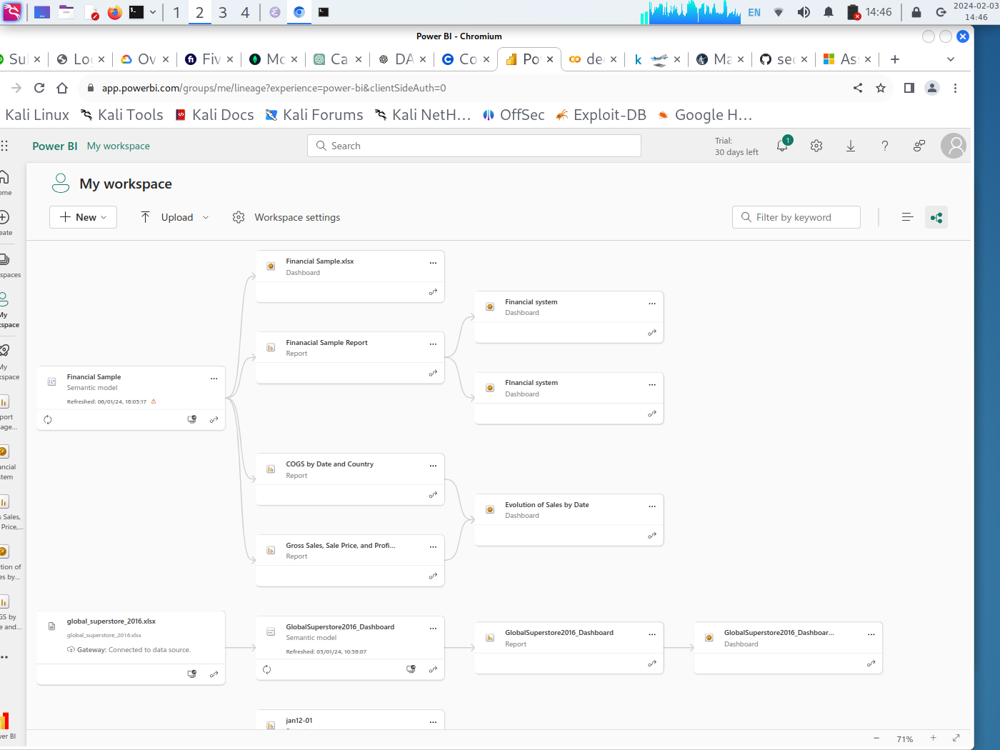 1
2
3
4
EN
14:46
2024-02-03
14:46
Power BI - Chromium
Su
Lo
Ov
Fiv
Mo
Ca
DA
Co
Po
de
k
Ma
se
As
app.powerbi.com/groups/me/lineage?experience=power-bi&clientSideAuth=0
Kali Linux
Kali Tools
Kali Docs
Kali Forums
Kali NetH...
OffSec
Exploit-DB
Google H...
Power BI
My workspace
Search
Trial:
30 days left
1
My workspace
New
Upload
Workspace settings
Filter by keyword
ome
eate
spaces
My
kspace
My
kspace
port
age...
ancial
stem
s Sales,
Price,...
tion of
es by...
GS by
e and...
wer BI
Financial Sample.xlsx
Dashboard
Financial system
Dashboard
Finanacial Sample Report
Report
Financial Sample
Semantic model
Refreshed: 06/01/24, 18:05:17
FInancial system
Dashboard
COGS by Date and Country
Report
Evolution of Sales by Date
Dashboard
Gross Sales, Sale Price, and Profi...
Report
global_superstore_2016.xlsx
global_superstore_2016.xlsx
Gateway: Connected to data source.
GlobalSuperstore2016_Dashboard
Semantic model
Refreshed: 05/01/24, 10:58:07
GlobalSuperstore2016_Dashboard
Report
GlobalSuperstore2016_Dashboar...
Dashboard
jan12-01
71%